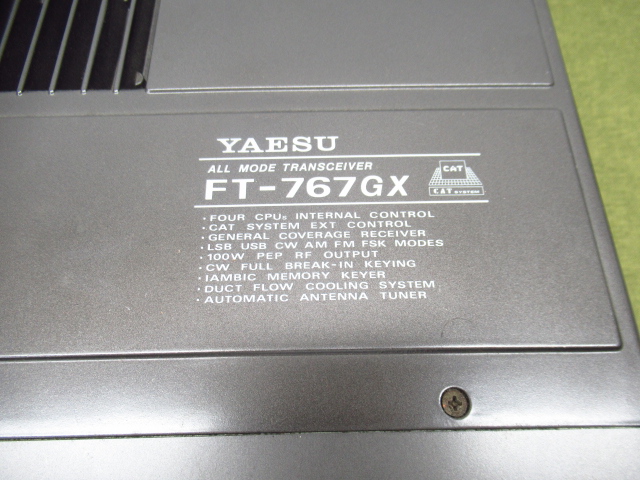 YAESU
ALL MODE TRANSCEIVER
FT-767GX
CAT
CAT SYSTEM
· FOUR CPUs INTERNAL CONTROL
· CAT SYSTEM EXT CONTROL
· GENERAL COVERAGE RECEIVER
· LSB USB CW AM FM FSK MODES
· 100W PEP RF OUTPUT
· CW FULL BREAK-IN KEYING
· IAMBIC MEMORY KEYER
· DUCT FLOW COOLING SYSTEM
· AUTOMATIC ANTENNA TUNER